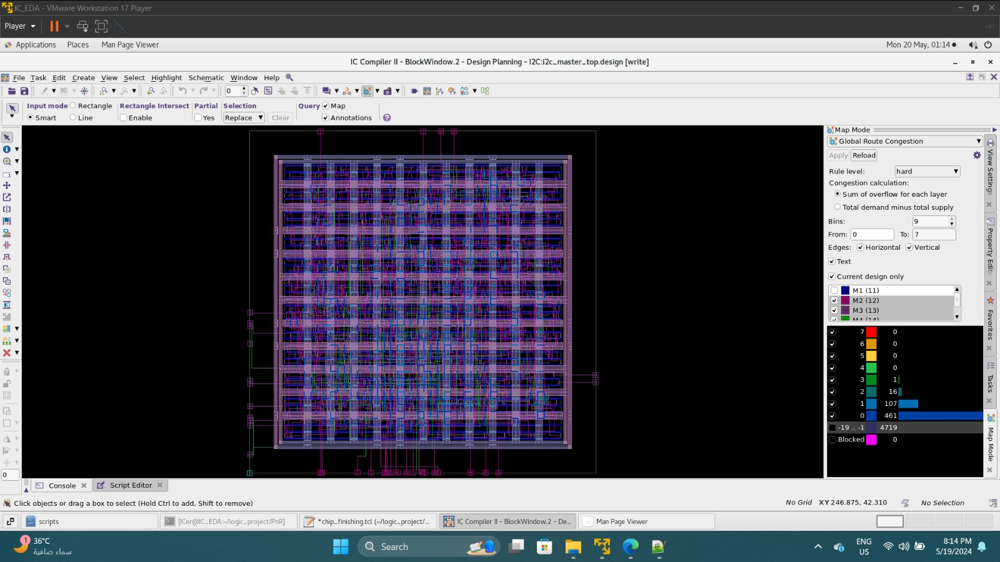 IC_EDA - VMware Workstation 17 Player
Player
Applications Places Man Page Viewer Mon 20 May, 01:14
IC Compiler II - BlockWindow.2 - Design Planning - I2C:i2c_master_top.design [write]
File Task Edit Create View Select Highlight Schematic Window Help
0
Input mode Rectangle Rectangle Intersect Partial Selection Query Map
Smart Line Enable Yes Replace Clear Annotations
Map Mode
Global Route Congestion
Apply Reload
Rule level: hard
Congestion calculation:
Sum of overflow for each layer
Total demand minus total supply
Bins: 9
From: 0 To: 7
Edges: Horizontal Vertical
Text
Current design only
M1 (11)
M2 (12)
M3 (13)
M4 (14)
7 0
6 0
5 0
4 0
3 1
2 16
1 107
0 461
-19 .. -1 4719
Blocked 0
View Settings
Property Edito
Favorites
Tasks
Map Mode
0
Console Script Editor
Click objects or drag a box to select (Hold Ctrl to add, Shift to remove) No Grid XY 246.875, 42.310 No Selection
scripts [ICer@IC_EDA:~/logic_project/PnR] *chip_finishing.tcl (~/logic_project/... IC Compiler II - BlockWindow.2 - De... Man Page Viewer
1
36°C
سماء صافية
Search
ENG
US
8:14 PM
5/19/2024